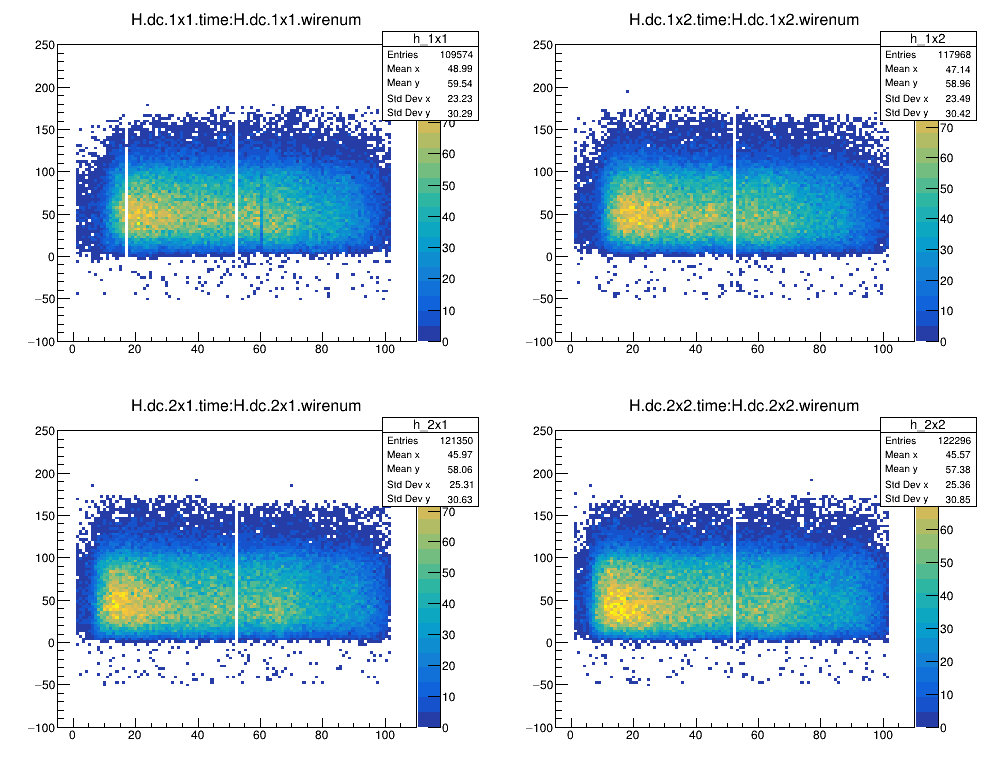 H.dc.1x1.time:H.dc.1x1.wirenum
h_1x1
Entries 109574
Mean x 48.99
Mean y 59.54
Std Dev x 23.23
Std Dev y 30.29
250
200
150
100
50
0
−50
−100
0 20 40 60 80 100
70
60
50
40
30
20
10
0
H.dc.1x2.time:H.dc.1x2.wirenum
h_1x2
Entries 117968
Mean x 47.14
Mean y 58.96
Std Dev x 23.49
Std Dev y 30.42
250
200
150
100
50
0
−50
−100
0 20 40 60 80 100
70
60
50
40
30
20
10
0
H.dc.2x1.time:H.dc.2x1.wirenum
h_2x1
Entries 121350
Mean x 45.97
Mean y 58.06
Std Dev x 25.31
Std Dev y 30.63
250
200
150
100
50
0
−50
−100
0 20 40 60 80 100
70
60
50
40
30
20
10
0
H.dc.2x2.time:H.dc.2x2.wirenum
h_2x2
Entries 122296
Mean x 45.57
Mean y 57.38
Std Dev x 25.36
Std Dev y 30.85
250
200
150
100
50
0
−50
−100
0 20 40 60 80 100
60
50
40
30
20
10
0